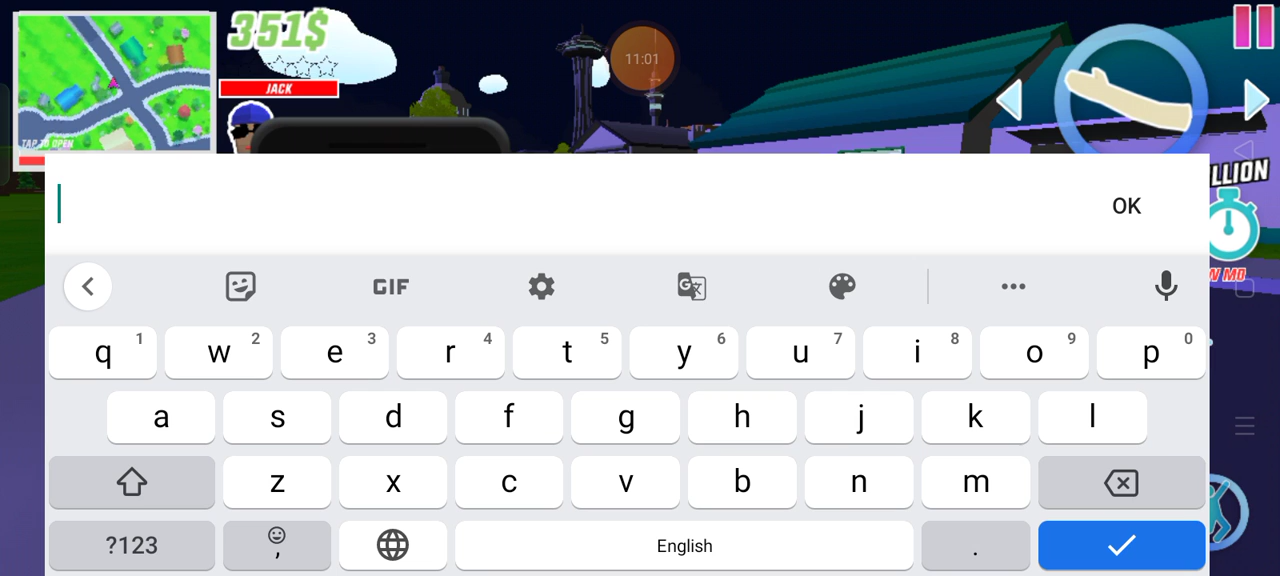 351$
11:01
JACK
TAP TO OPEN
LLION
OK
W MO
GIF
q 1 w 2 e 3 r 4 t 5 y 6 u 7 i 8 o 9 p 0
a s d f g h j k l
z x c v b n m
?123 , English .